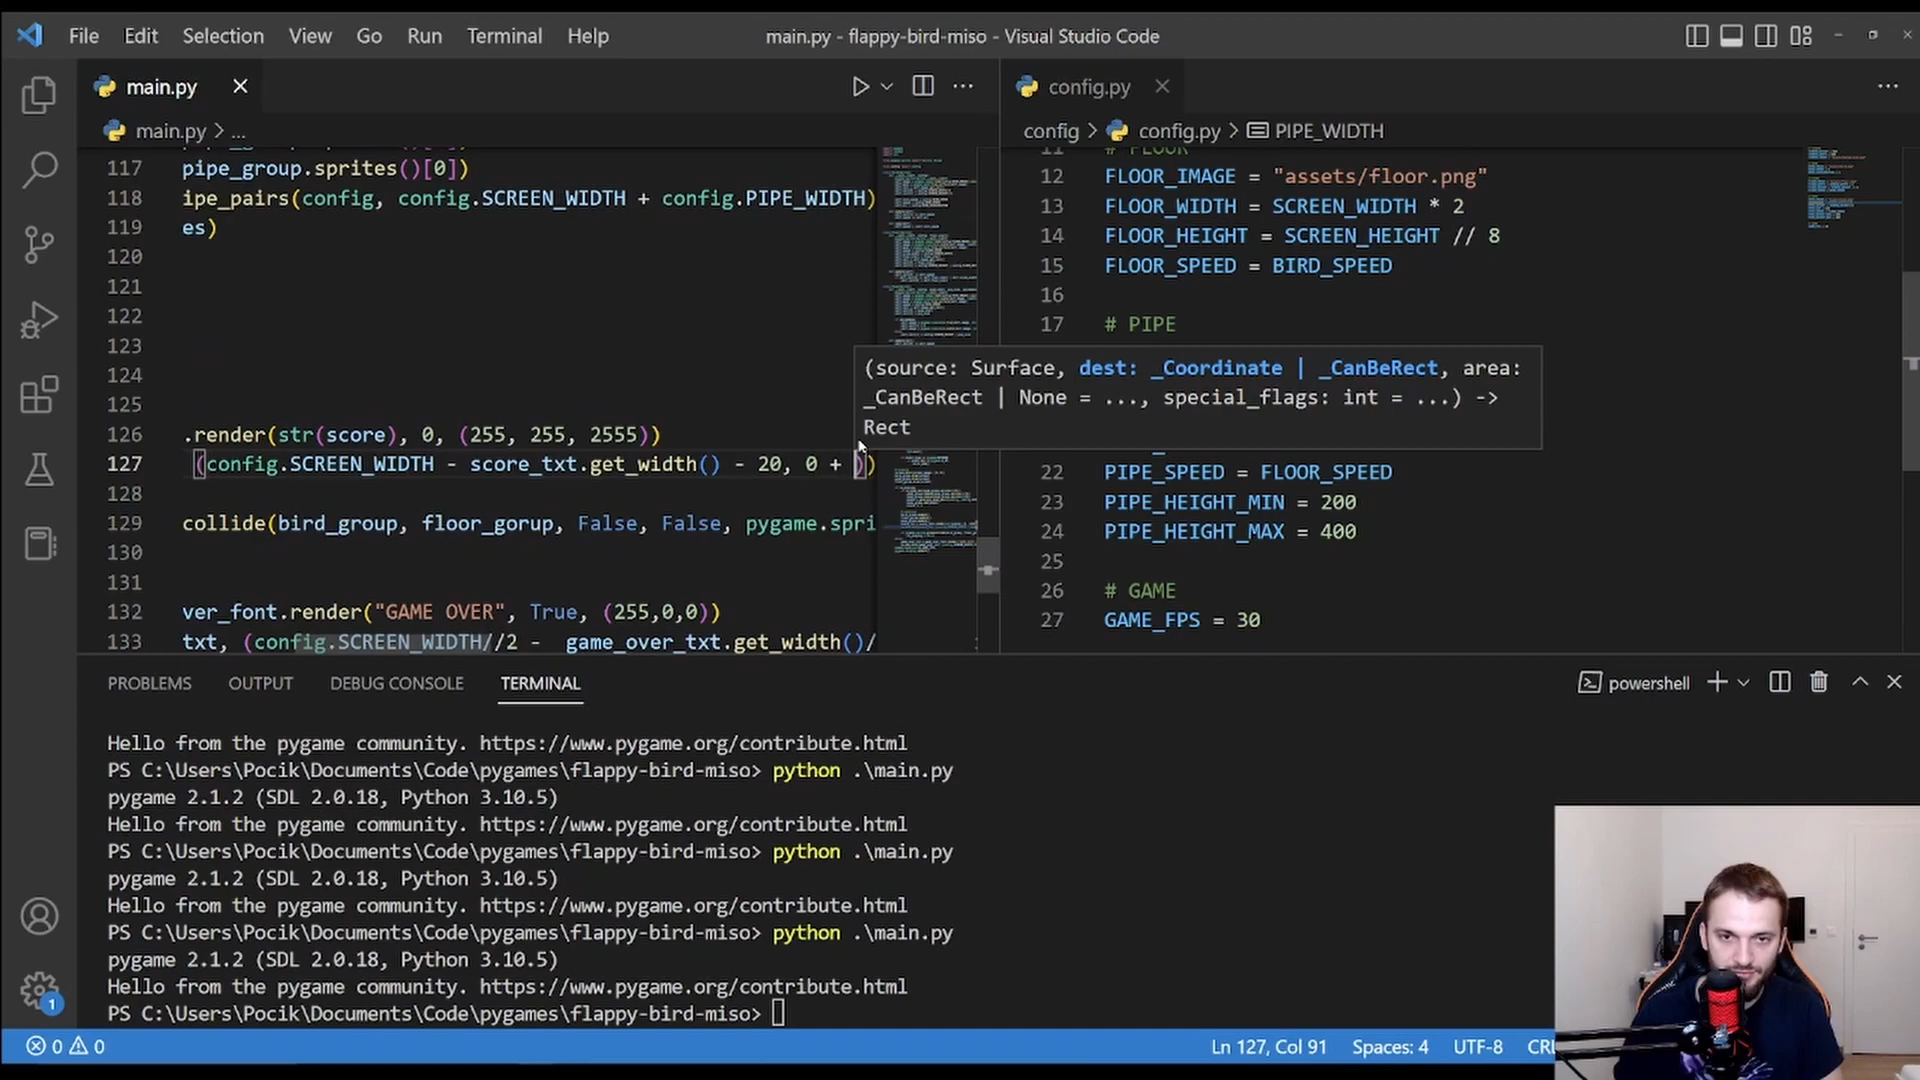 File Edit Selection View Go Run Terminal Help main.py - flappy-bird-miso - Visual Studio Code
main.py
config.py
main.py > ...
config > config.py > PIPE_WIDTH
117 pipe_group.sprites()[0])
118 ipe_pairs(config, config.SCREEN_WIDTH + config.PIPE_WIDTH)
119 es)
120
121
122
123
124
125
126 .render(str(score), 0, (255, 255, 2555))
127 (config.SCREEN_WIDTH - score_txt.get_width() - 20, 0 + ))
128
129 collide(bird_group, floor_gorup, False, False, pygame.spri
130
131
132 ver_font.render("GAME OVER", True, (255,0,0))
133 txt, (config.SCREEN_WIDTH//2 - game_over_txt.get_width()/
11 # FLOOR
12 FLOOR_IMAGE = "assets/floor.png"
13 FLOOR_WIDTH = SCREEN_WIDTH * 2
14 FLOOR_HEIGHT = SCREEN_HEIGHT // 8
15 FLOOR_SPEED = BIRD_SPEED
16
17 # PIPE
(source: Surface, dest: _Coordinate | _CanBeRect, area:
_CanBeRect | None = ..., special_flags: int = ...) ->
Rect
22 PIPE_SPEED = FLOOR_SPEED
23 PIPE_HEIGHT_MIN = 200
24 PIPE_HEIGHT_MAX = 400
25
26 # GAME
27 GAME_FPS = 30
PROBLEMS OUTPUT DEBUG CONSOLE TERMINAL
powershell
Hello from the pygame community. https://www.pygame.org/contribute.html
PS C:\Users\Pocik\Documents\Code\pygames\flappy-bird-miso> python .\main.py
pygame 2.1.2 (SDL 2.0.18, Python 3.10.5)
Hello from the pygame community. https://www.pygame.org/contribute.html
PS C:\Users\Pocik\Documents\Code\pygames\flappy-bird-miso> python .\main.py
pygame 2.1.2 (SDL 2.0.18, Python 3.10.5)
Hello from the pygame community. https://www.pygame.org/contribute.html
PS C:\Users\Pocik\Documents\Code\pygames\flappy-bird-miso> python .\main.py
pygame 2.1.2 (SDL 2.0.18, Python 3.10.5)
Hello from the pygame community. https://www.pygame.org/contribute.html
PS C:\Users\Pocik\Documents\Code\pygames\flappy-bird-miso>
1
0 0 Ln 127, Col 91 Spaces: 4 UTF-8